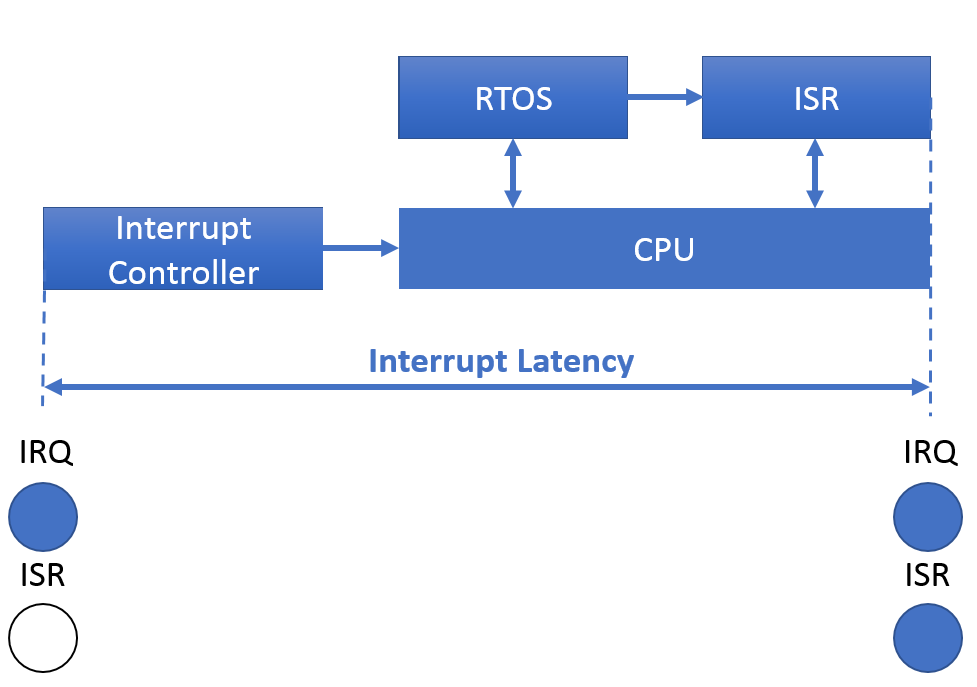 RTOS
ISR
Interrupt
Controller
CPU
Interrupt Latency
IRQ
IRQ
ISR
ISR